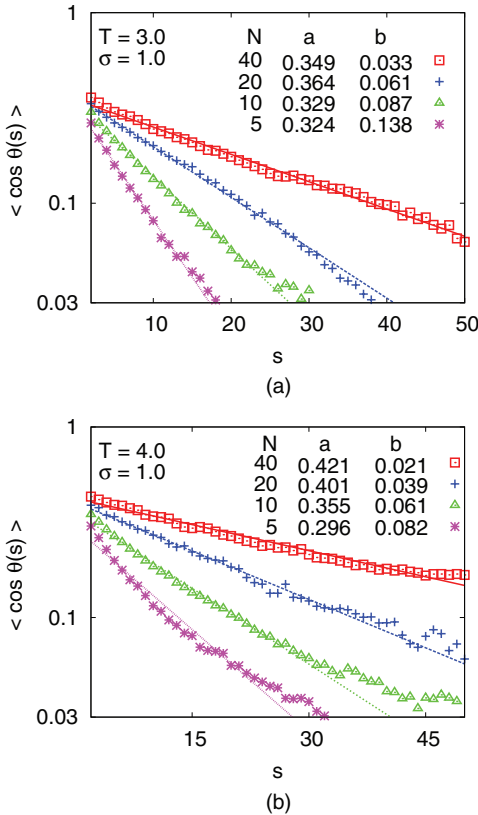 1
T = 3.0 N a b
σ = 1.0 40 0.349 0.033
20 0.364 0.061
10 0.329 0.087
5 0.324 0.138
< cos θ(s) >
0.1
0.03
10 20 30 40 50
s
(a)
1
T = 4.0 N a b
σ = 1.0 40 0.421 0.021
20 0.401 0.039
10 0.355 0.061
5 0.296 0.082
< cos θ(s) >
0.1
0.03
15 30 45
s
(b)